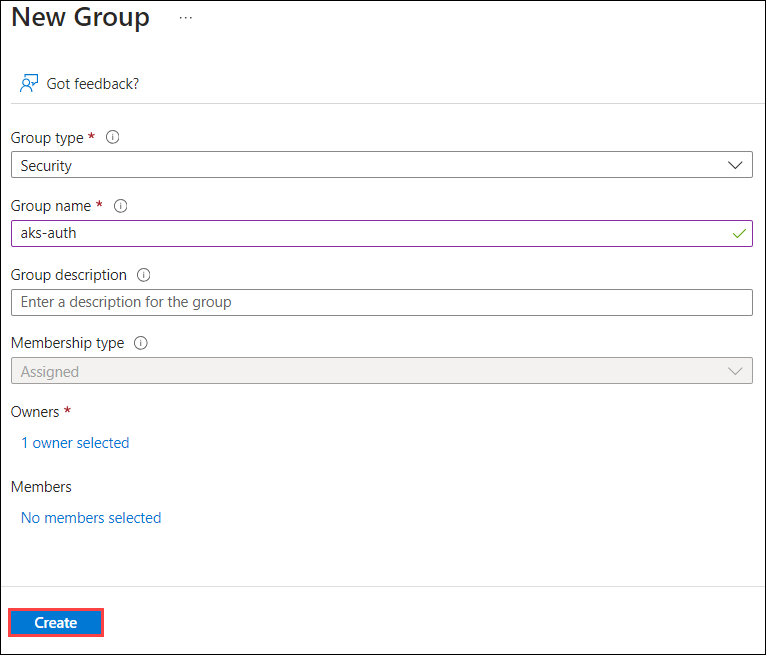 New Group ...
Got feedback?
Group type *
Security
Group name *
aks-auth
Group description
Enter a description for the group
Membership type
Assigned
Owners *
1 owner selected
Members
No members selected
Create